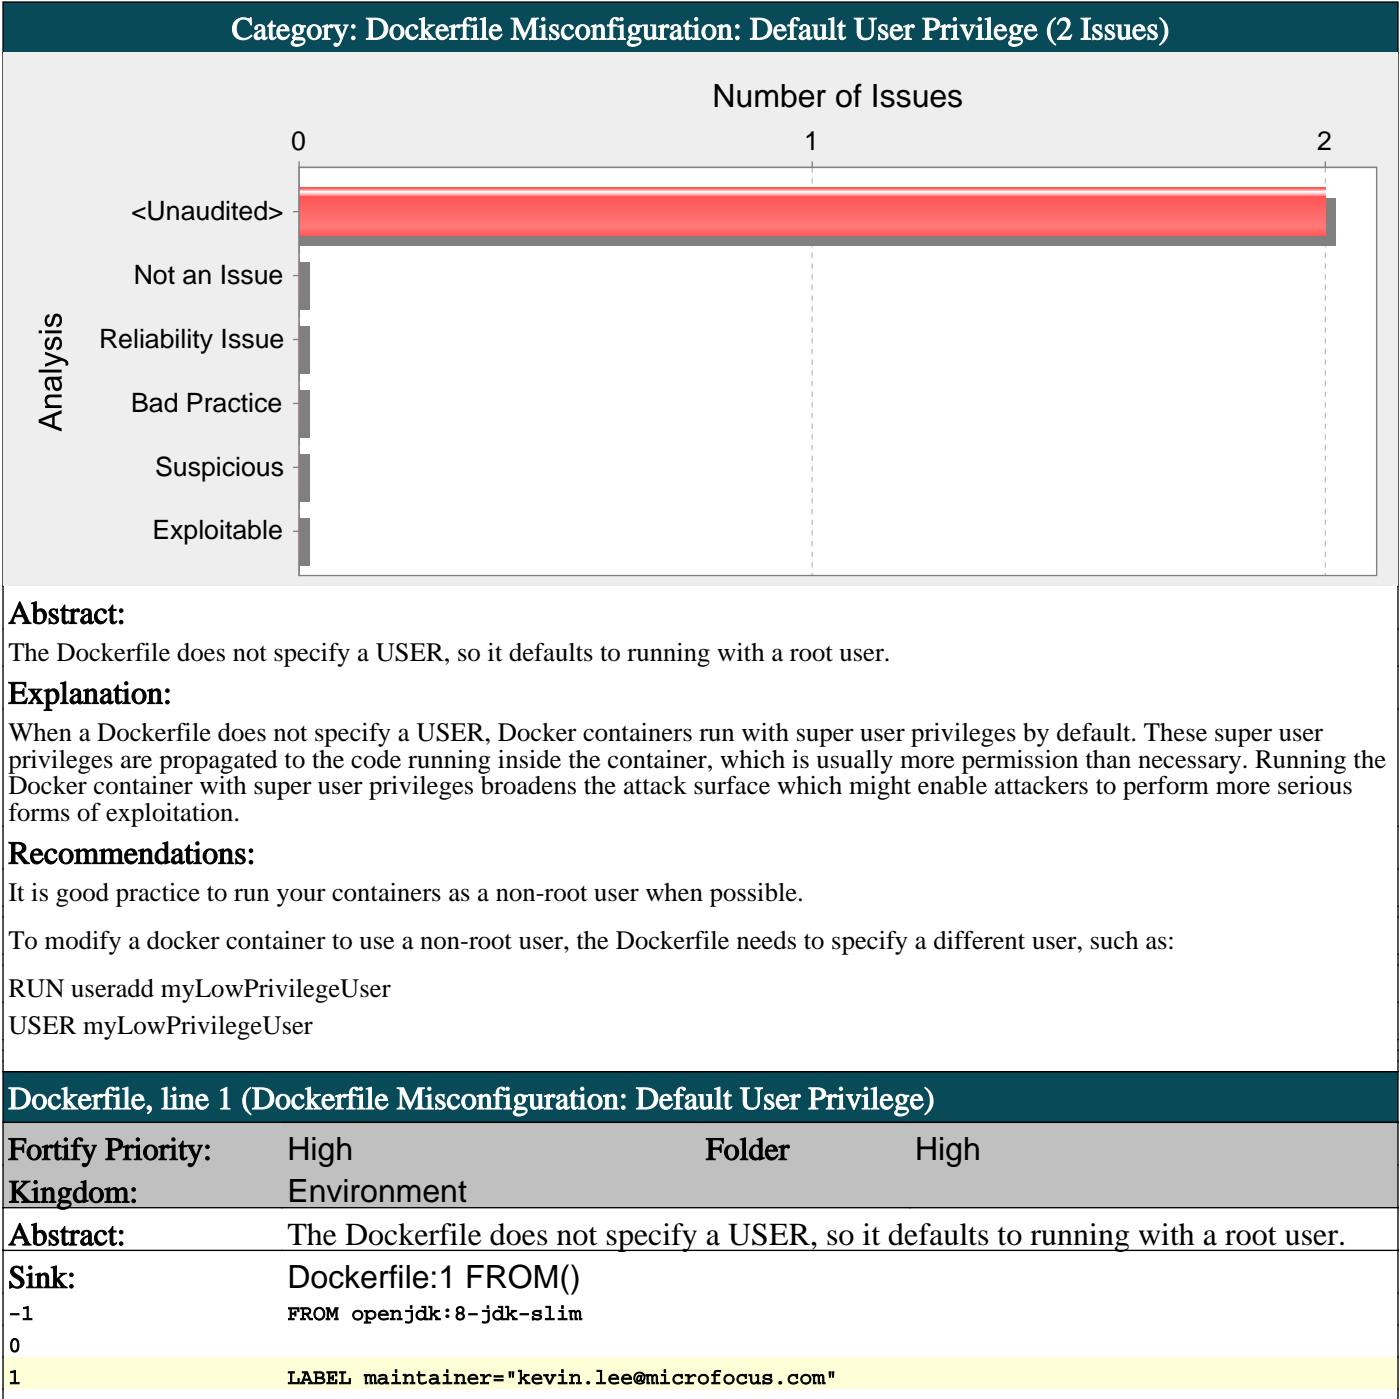 Category: Dockerfile Misconfiguration: Default User Privilege (2 Issues)
Number of Issues
0 1 2
<Unaudited>
Not an Issue
Reliability Issue
Bad Practice
Suspicious
Exploitable
Analysis
Abstract:
The Dockerfile does not specify a USER, so it defaults to running with a root user.
Explanation:
When a Dockerfile does not specify a USER, Docker containers run with super user privileges by default. These super user
privileges are propagated to the code running inside the container, which is usually more permission than necessary. Running the
Docker container with super user privileges broadens the attack surface which might enable attackers to perform more serious
forms of exploitation.
Recommendations:
It is good practice to run your containers as a non-root user when possible.
To modify a docker container to use a non-root user, the Dockerfile needs to specify a different user, such as:
RUN useradd myLowPrivilegeUser
USER myLowPrivilegeUser
Dockerfile, line 1 (Dockerfile Misconfiguration: Default User Privilege)
Fortify Priority: High Folder High
Kingdom: Environment
Abstract: The Dockerfile does not specify a USER, so it defaults to running with a root user.
Sink: Dockerfile:1 FROM()
-1 FROM openjdk:8-jdk-slim
0
1 LABEL maintainer="kevin.lee@microfocus.com"